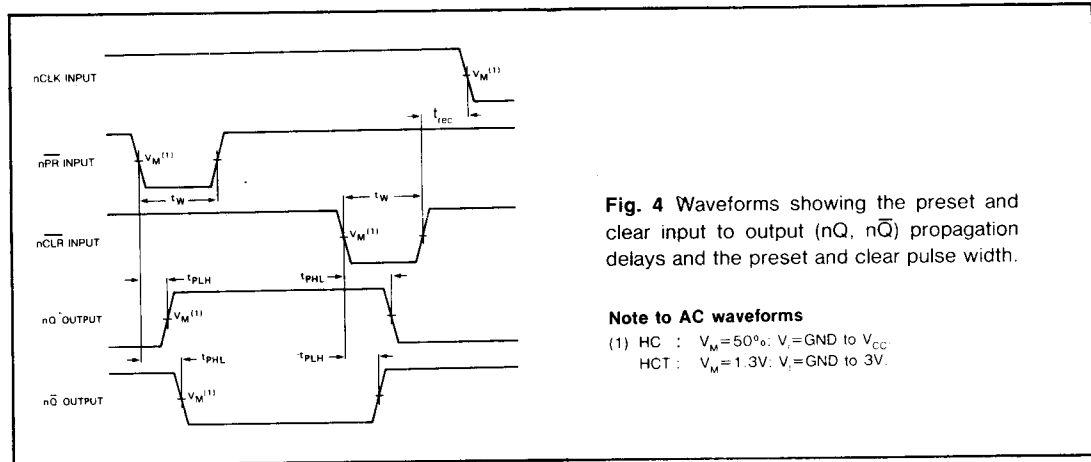 nCLK INPUT
V_M(1)
t_rec
nP̅R̅ INPUT
V_M(1)
t_W
nC̅L̅R̅ INPUT
t_W
V_M(1)
t_PLH
t_PHL
nQ OUTPUT
V_M(1)
t_PHL
t_PLH
nQ̅ OUTPUT
V_M(1)
Fig. 4 Waveforms showing the preset and
clear input to output (nQ, nQ̅) propagation
delays and the preset and clear pulse width.
Note to AC waveforms
(1) HC : V_M=50%: V_I=GND to V_CC.
HCT : V_M=1.3V: V_I=GND to 3V.